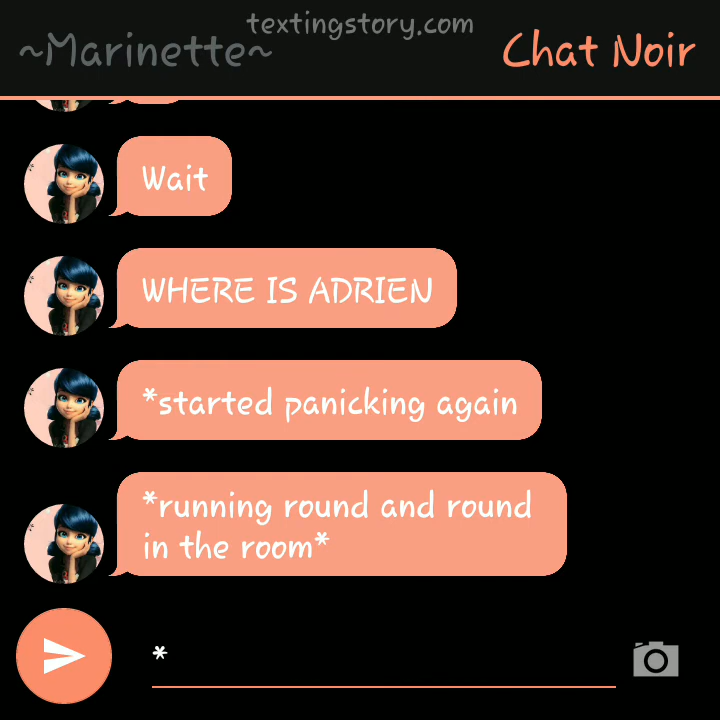 textingstory.com
~Marinette~
Chat Noir
Wait
WHERE IS ADRIEN
*started panicking again
*running round and round
in the room*
*